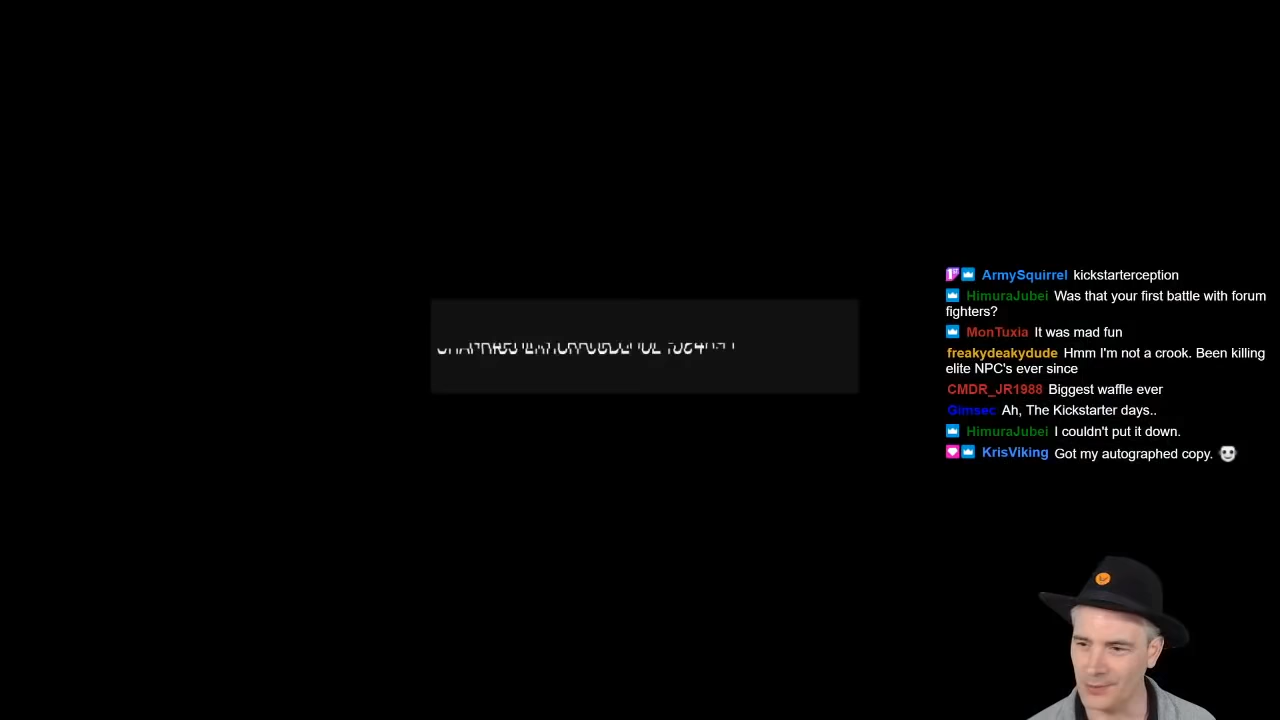 ArmySquirrel kickstarterception
HimuraJubei Was that your first battle with forum
fighters?
MonTuxia It was mad fun
freakydeakydude Hmm I'm not a crook. Been killing
elite NPC's ever since
CMDR_JR1988 Biggest waffle ever
Gimsec Ah, The Kickstarter days..
HimuraJubei I couldn't put it down.
KrisViking Got my autographed copy.